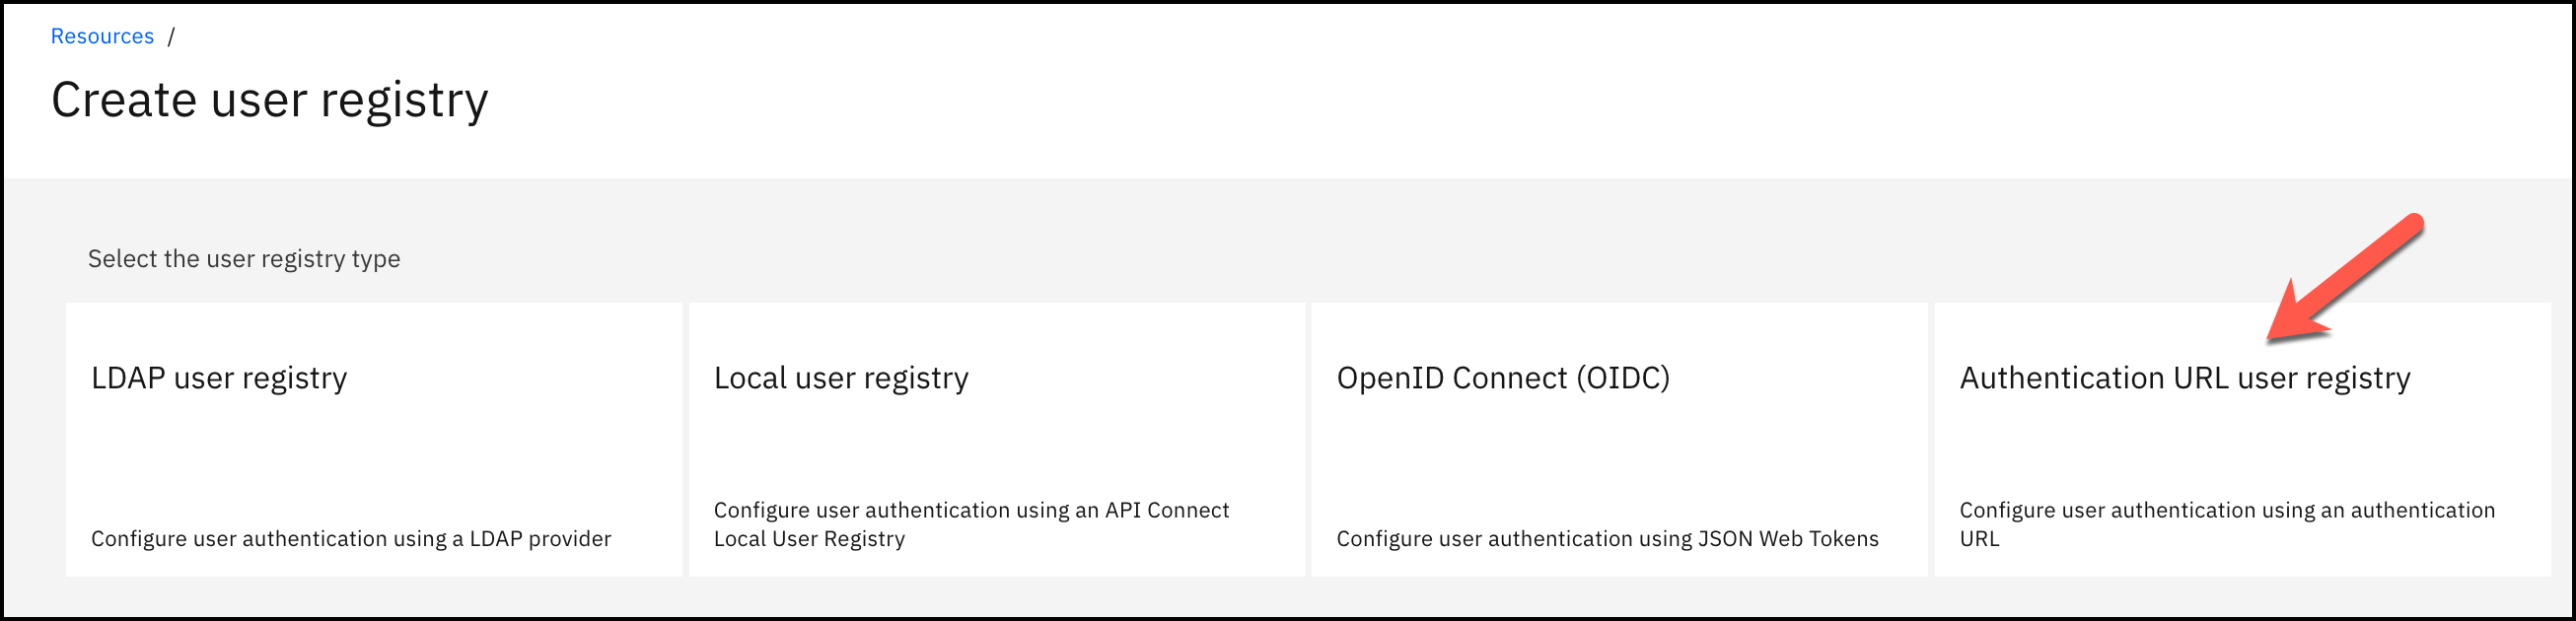 Resources /
Create user registry
Select the user registry type
LDAP user registry
Configure user authentication using a LDAP provider
Local user registry
Configure user authentication using an API Connect
Local User Registry
OpenID Connect (OIDC)
Configure user authentication using JSON Web Tokens
Authentication URL user registry
Configure user authentication using an authentication
URL